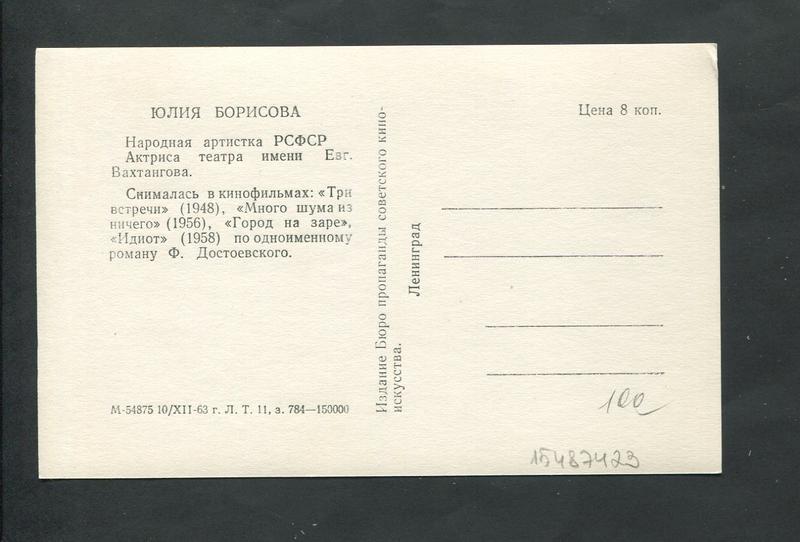 ЮЛИЯ БОРИСОВА
Народная артистка РСФСР
Актриса театра имени Евг.
Вахтангова.
Снималась в кинофильмах: «Три
встречи» (1948), «Много шума из
ничего» (1956), «Город на заре»,
«Идиот» (1958) по одноименному
роману Ф. Достоевского.
М-54875 10/XII-63 г. Л. Т. 11, з. 784—150000
Издание Бюро пропаганды советского кино-
искусства.
Ленинград
Цена 8 коп.
100
15487423